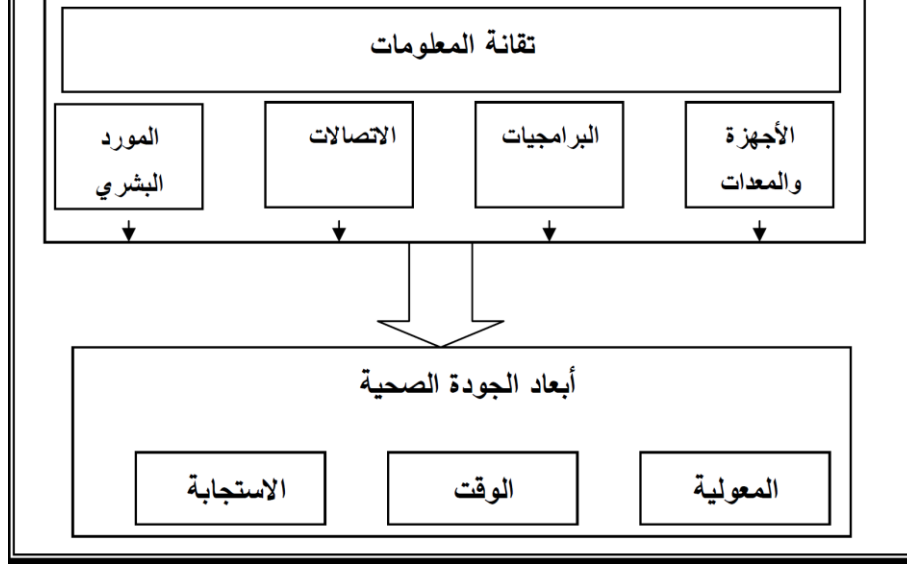 تقانة المعلومات
الأجهزة
والمعدات
البرامجيات
الاتصالات
المورد
البشري
أبعاد الجودة الصحية
المعولية
الوقت
الاستجابة